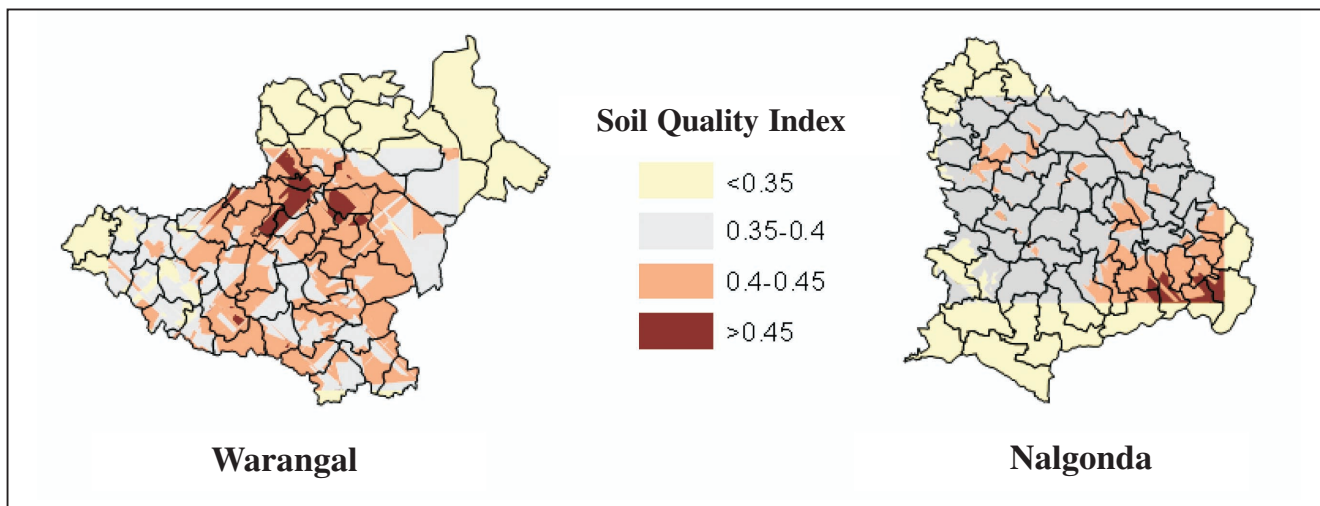 Soil Quality Index
<0.35
0.35-0.4
0.4-0.45
>0.45
Warangal
Nalgonda